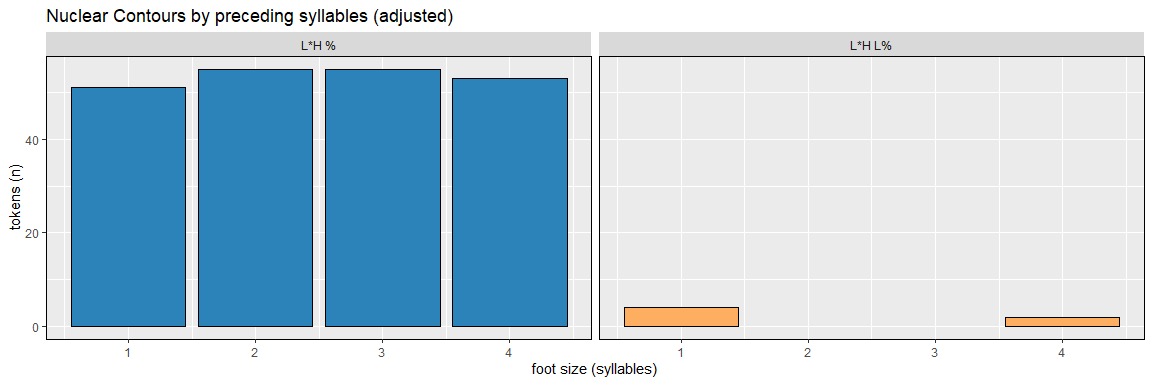 Nuclear Contours by preceding syllables (adjusted)
L*H %
L*H L%
tokens (n)
40
20
0
1 2 3 4
1 2 3 4
foot size (syllables)